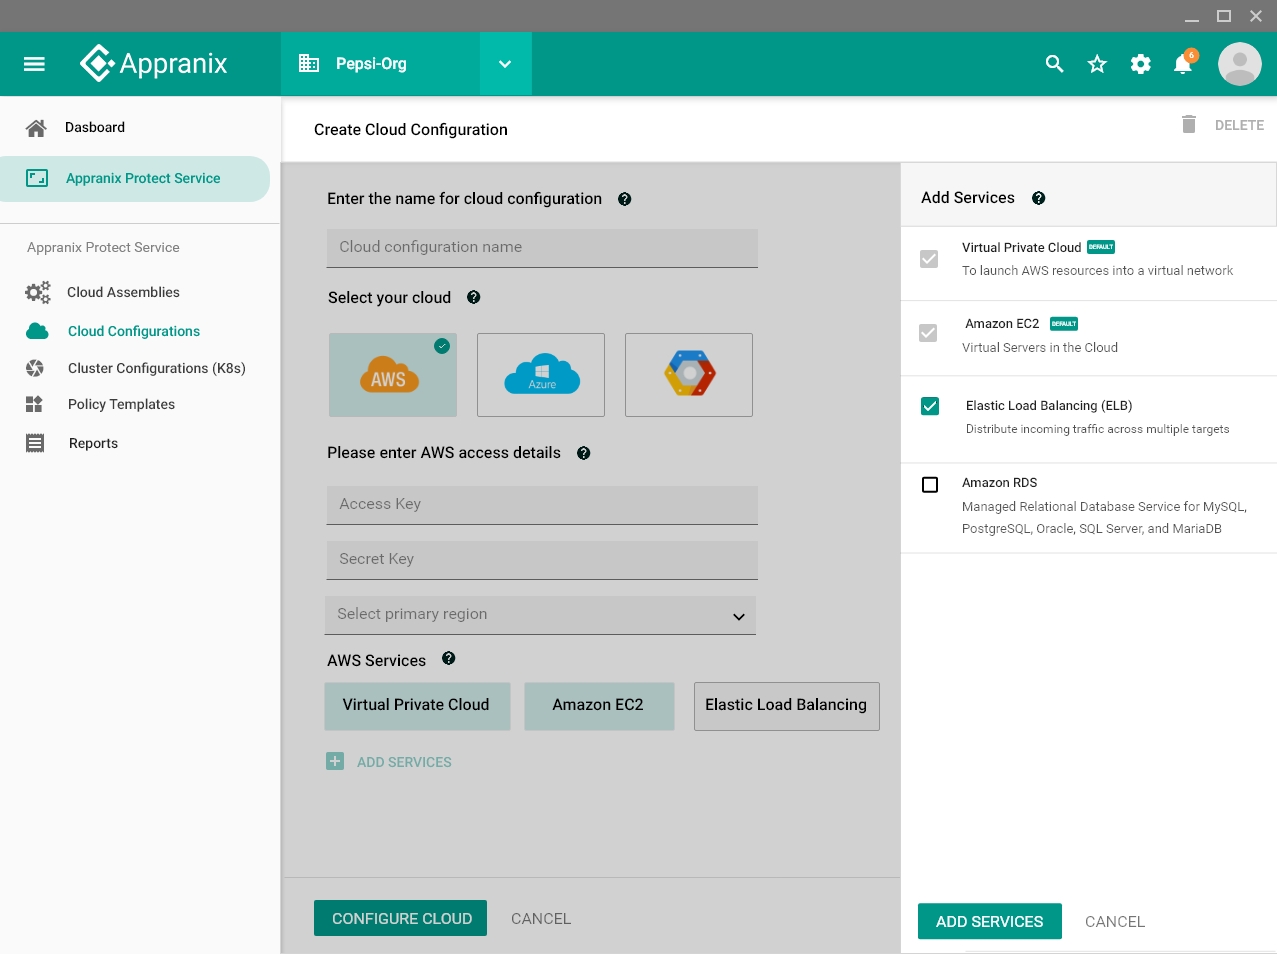 Appranix
Pepsi-Org
6
Dasboard
Appranix Protect Service
Appranix Protect Service
Cloud Assemblies
Cloud Configurations
Cluster Configurations (K8s)
Policy Templates
Reports
Create Cloud Configuration
DELETE
Enter the name for cloud configuration ?
Cloud configuration name
Select your cloud ?
AWS
Azure
Please enter AWS access details ?
Access Key
Secret Key
Select primary region
AWS Services ?
Virtual Private Cloud
Amazon EC2
Elastic Load Balancing
ADD SERVICES
CONFIGURE CLOUD
CANCEL
Add Services ?
Virtual Private Cloud DEFAULT
To launch AWS resources into a virtual network
Amazon EC2 DEFAULT
Virtual Servers in the Cloud
Elastic Load Balancing (ELB)
Distribute incoming traffic across multiple targets
Amazon RDS
Managed Relational Database Service for MySQL,
PostgreSQL, Oracle, SQL Server, and MariaDB
ADD SERVICES
CANCEL